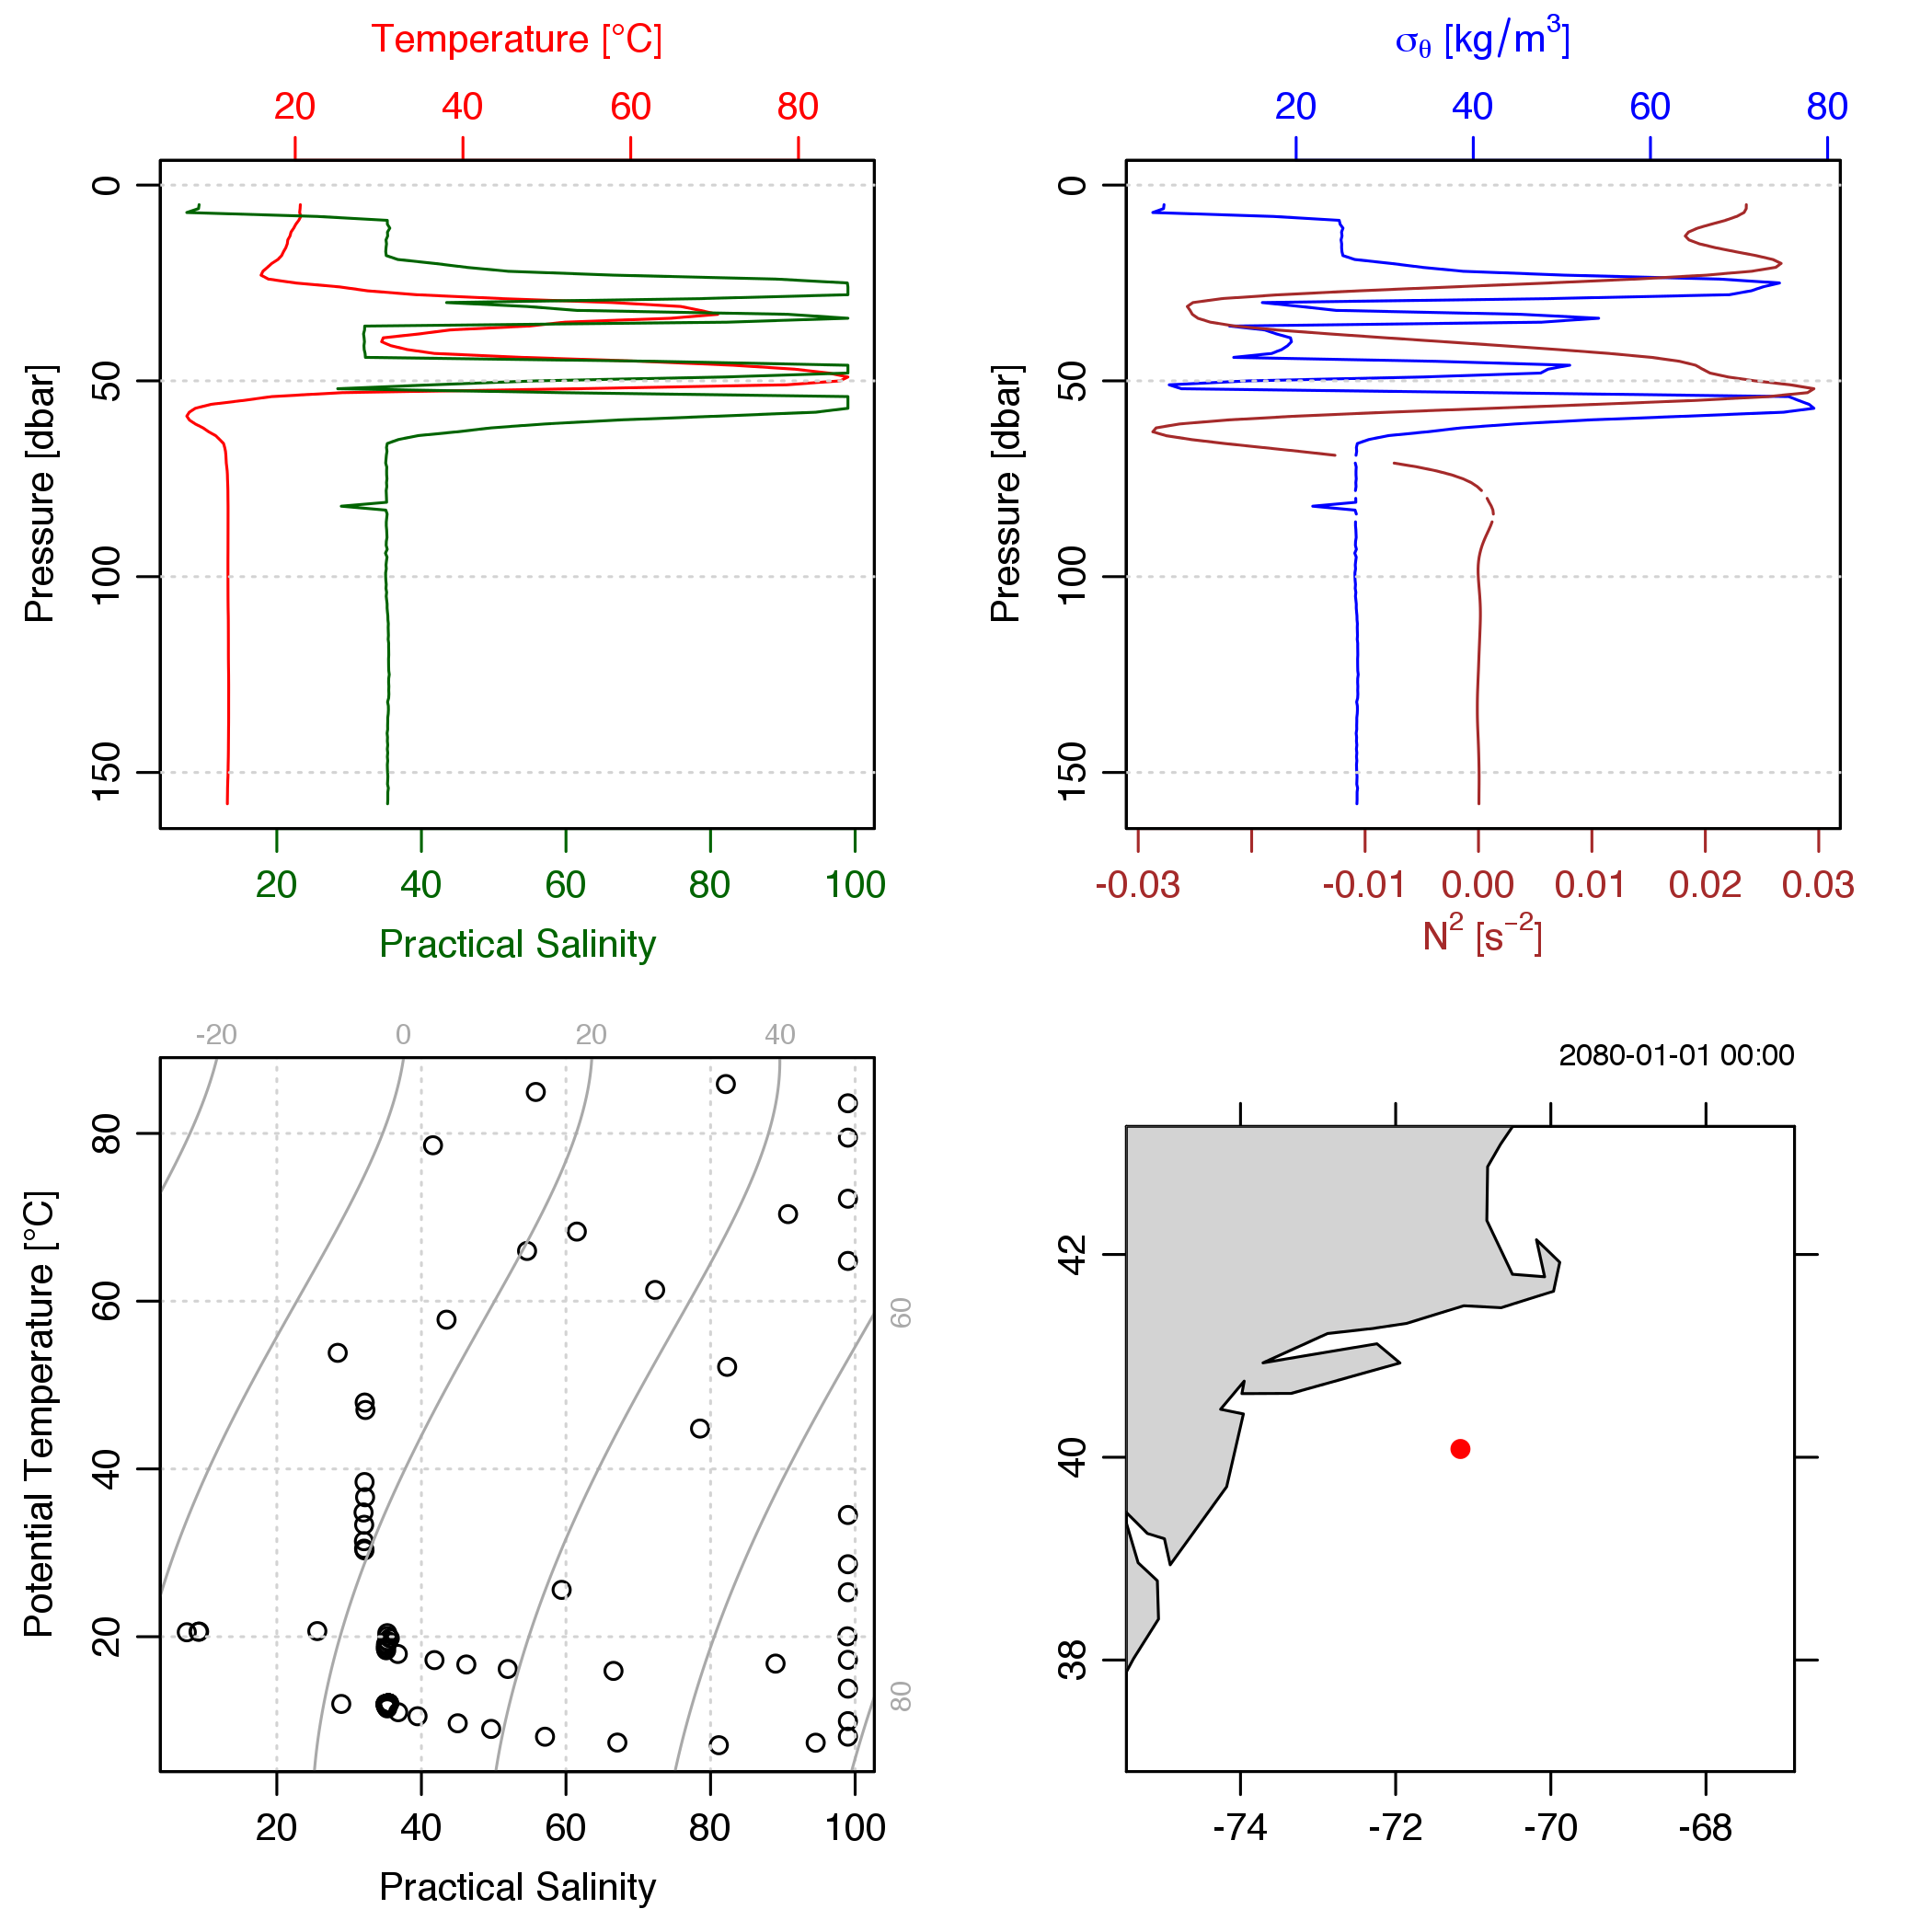 Temperature [°C]
20 40 60 80
0
50
100
150
Pressure [dbar]
20 40 60 80 100
Practical Salinity
σθ [kg/m³]
20 40 60 80
0
50
100
150
Pressure [dbar]
-0.03 -0.01 0.00 0.01 0.02 0.03
N² [s⁻²]
-20 0 20 40
60
80
80
60
40
20
Potential Temperature [°C]
20 40 60 80 100
Practical Salinity
2080-01-01 00:00
42
40
38
-74 -72 -70 -68